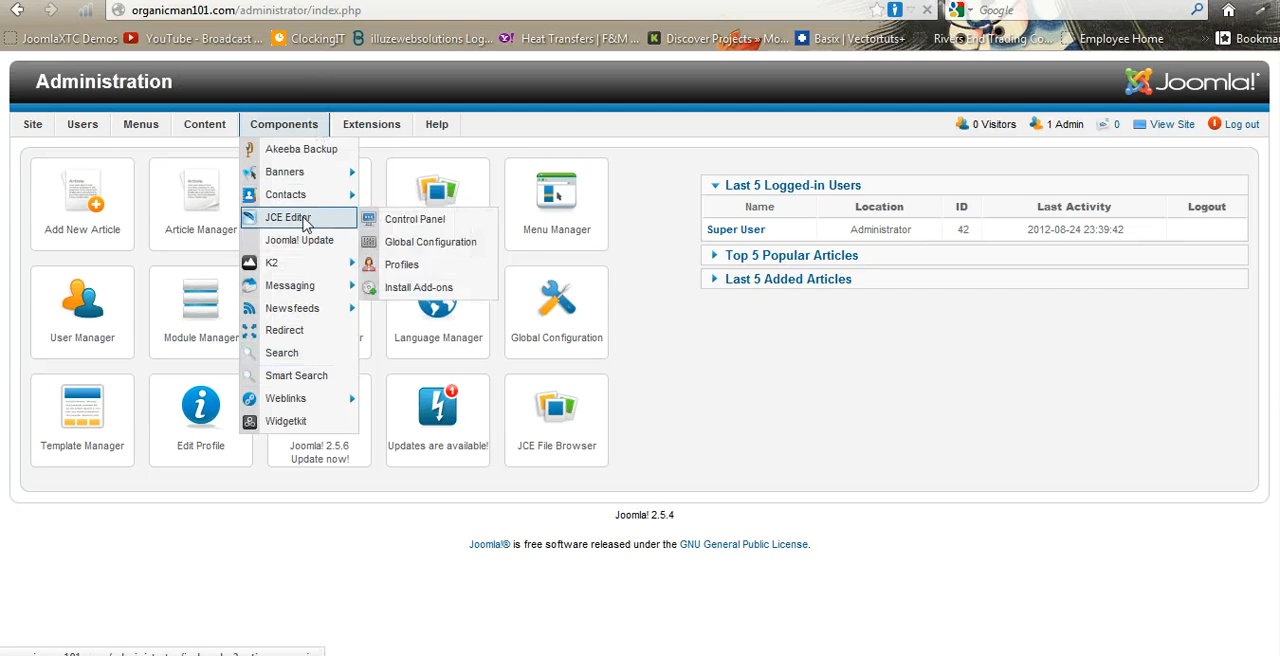 organicman101.com/administrator/index.php
Google
JoomlaXTC Demos
YouTube - Broadcast ...
ClockingIT
illuzewebsolutions Log...
Heat Transfers | F&M ...
Discover Projects - Mo...
Basix | Vectortuts+
Rivers End Trading Co...
Employee Home
Bookmar
Administration
Joomla!
Site
Users
Menus
Content
Components
Extensions
Help
0 Visitors
1 Admin
0
View Site
Log out
Akeeba Backup
Banners
Contacts
JCE Editor
Joomla! Update
K2
Messaging
Newsfeeds
Redirect
Search
Smart Search
Weblinks
Widgetkit
Control Panel
Global Configuration
Profiles
Install Add-ons
Add New Article
Article Manager
Menu Manager
User Manager
Module Manager
r
Language Manager
Global Configuration
Template Manager
Edit Profile
Joomla! 2.5.6
Update now!
1
Updates are available!
JCE File Browser
Last 5 Logged-in Users
Name
Location
ID
Last Activity
Logout
Super User
Administrator
42
2012-08-24 23:39:42
Top 5 Popular Articles
Last 5 Added Articles
Joomla! 2.5.4
Joomla!® is free software released under the GNU General Public License.